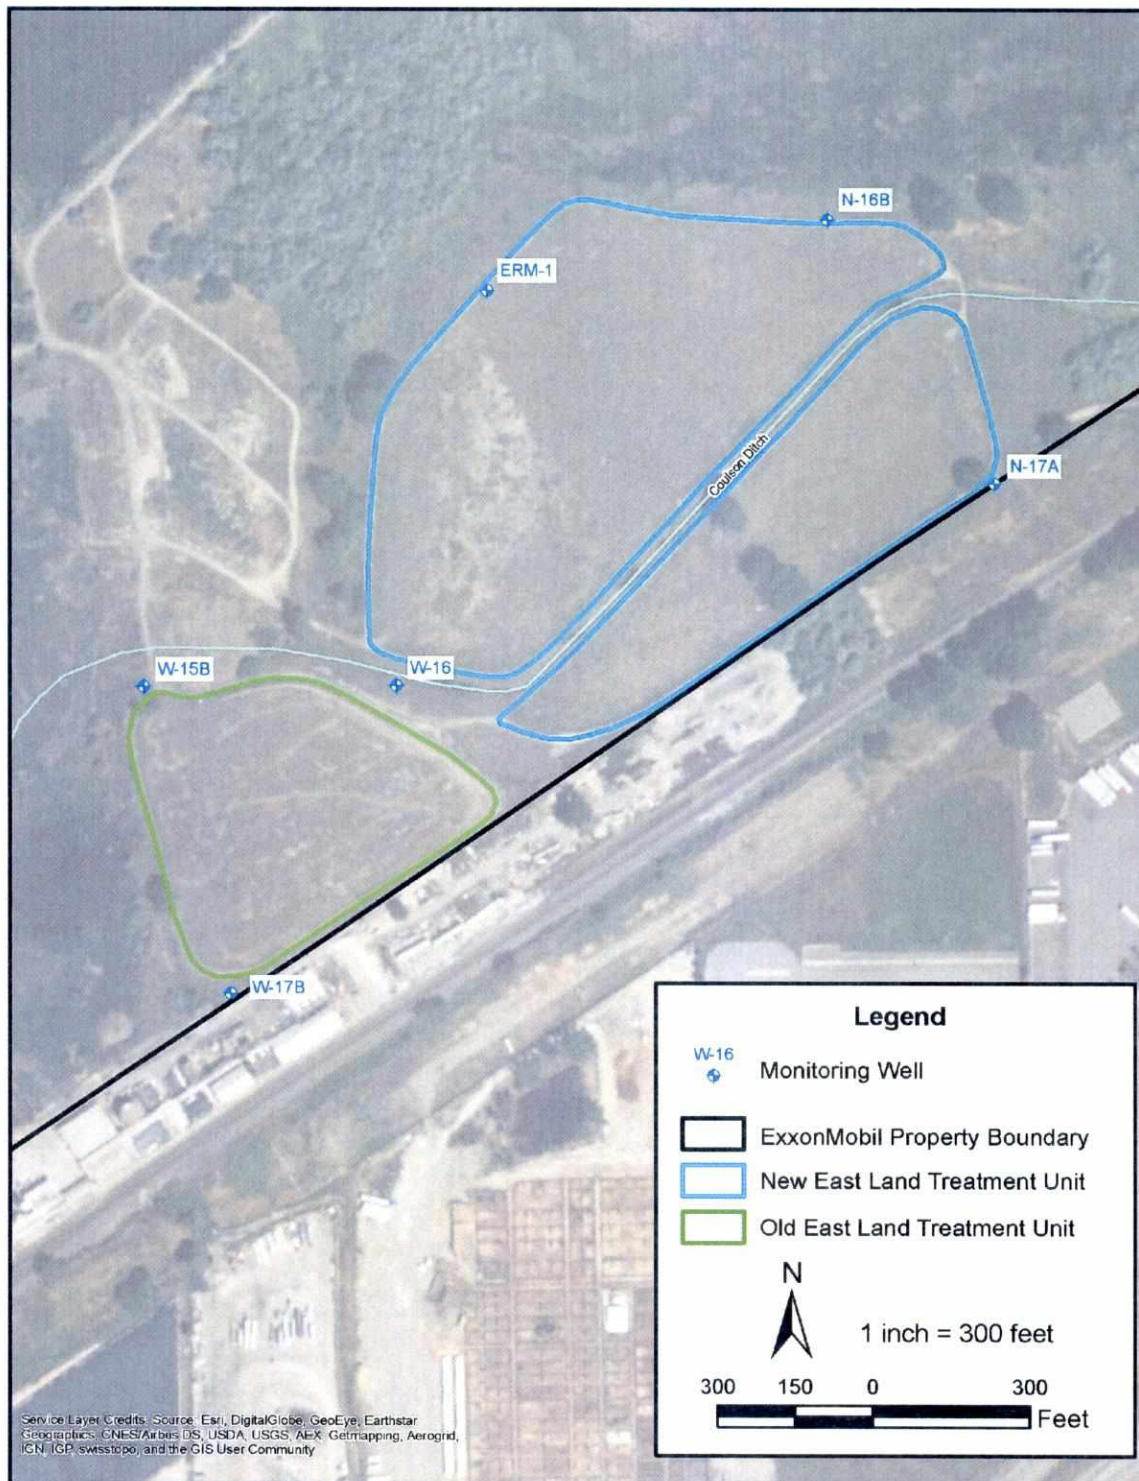 N-16B
ERM-1
Coulson Ditch
N-17A
W-15B
W-16
W-17B
Legend
W-16
Monitoring Well
ExxonMobil Property Boundary
New East Land Treatment Unit
Old East Land Treatment Unit
N
1 inch = 300 feet
300 150 0 300
Feet
Service Layer Credits: Source: Esri, DigitalGlobe, GeoEye, Earthstar
Geographics, CNES/Airbus DS, USDA, USGS, AEX, Getmapping, Aerogrid,
IGN, IGP, swisstopo, and the GIS User Community